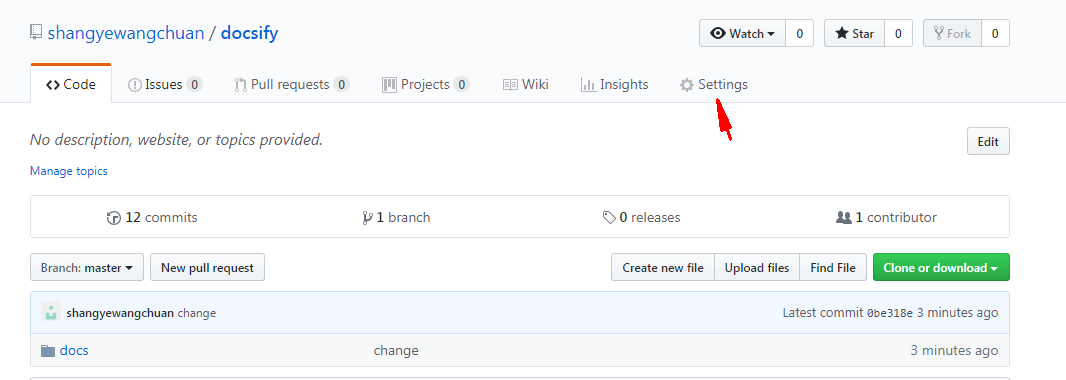 shangyewangchuan / docsify
Watch 0 Star 0 Fork 0
Code Issues 0 Pull requests 0 Projects 0 Wiki Insights Settings
No description, website, or topics provided. Edit
Manage topics
12 commits 1 branch 0 releases 1 contributor
Branch: master New pull request Create new file Upload files Find File Clone or download
shangyewangchuan change Latest commit 0be318e 3 minutes ago
docs change 3 minutes ago